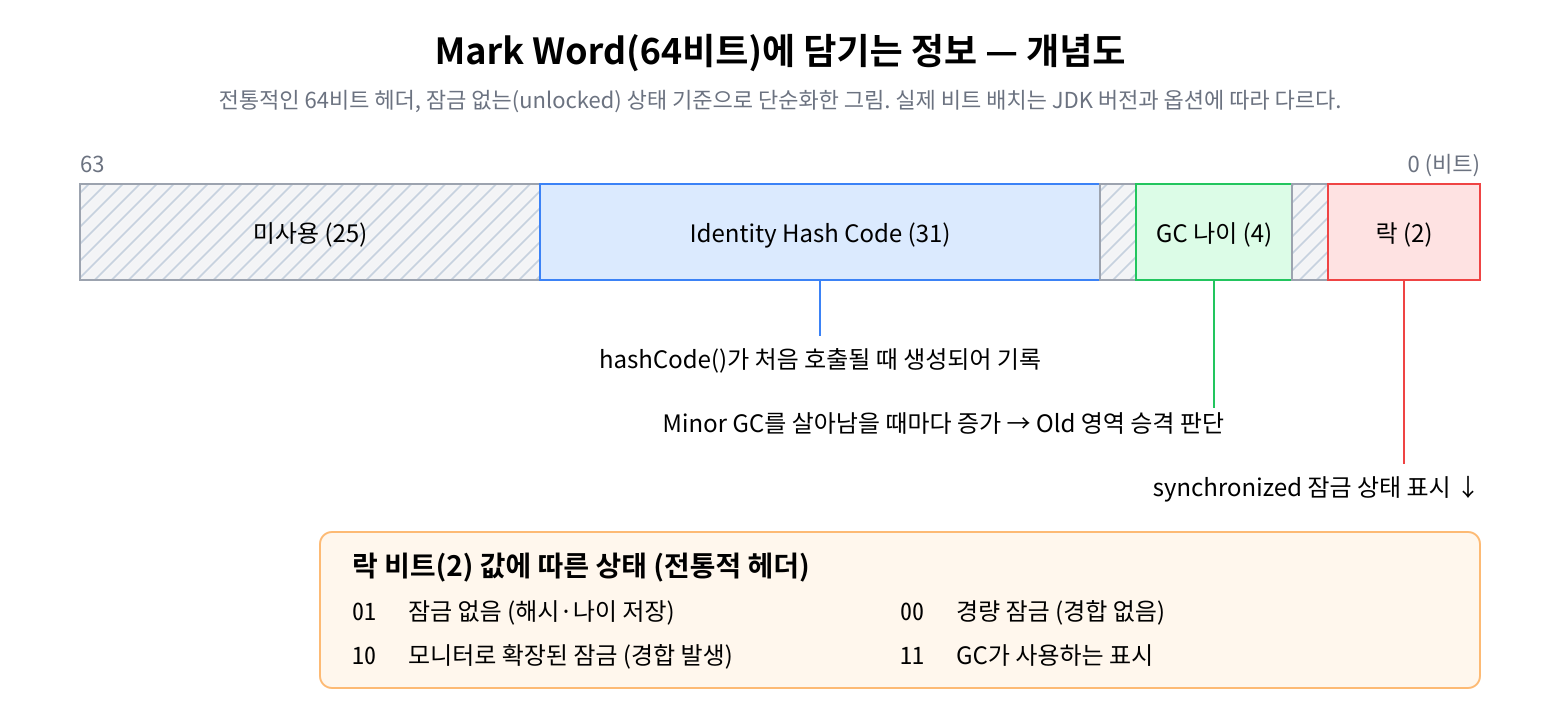 Mark Word(64비트)에 담기는 정보 — 개념도
전통적인 64비트 헤더, 잠금 없는(unlocked) 상태 기준으로 단순화한 그림. 실제 비트 배치는 JDK 버전과 옵션에 따라 다르다.
63
0 (비트)
미사용 (25)
Identity Hash Code (31)
GC 나이 (4)
락 (2)
hashCode()가 처음 호출될 때 생성되어 기록
Minor GC를 살아남을 때마다 증가 → Old 영역 승격 판단
synchronized 잠금 상태 표시 ↓
락 비트(2) 값에 따른 상태 (전통적 헤더)
01 잠금 없음 (해시·나이 저장)
00 경량 잠금 (경합 없음)
10 모니터로 확장된 잠금 (경합 발생)
11 GC가 사용하는 표시